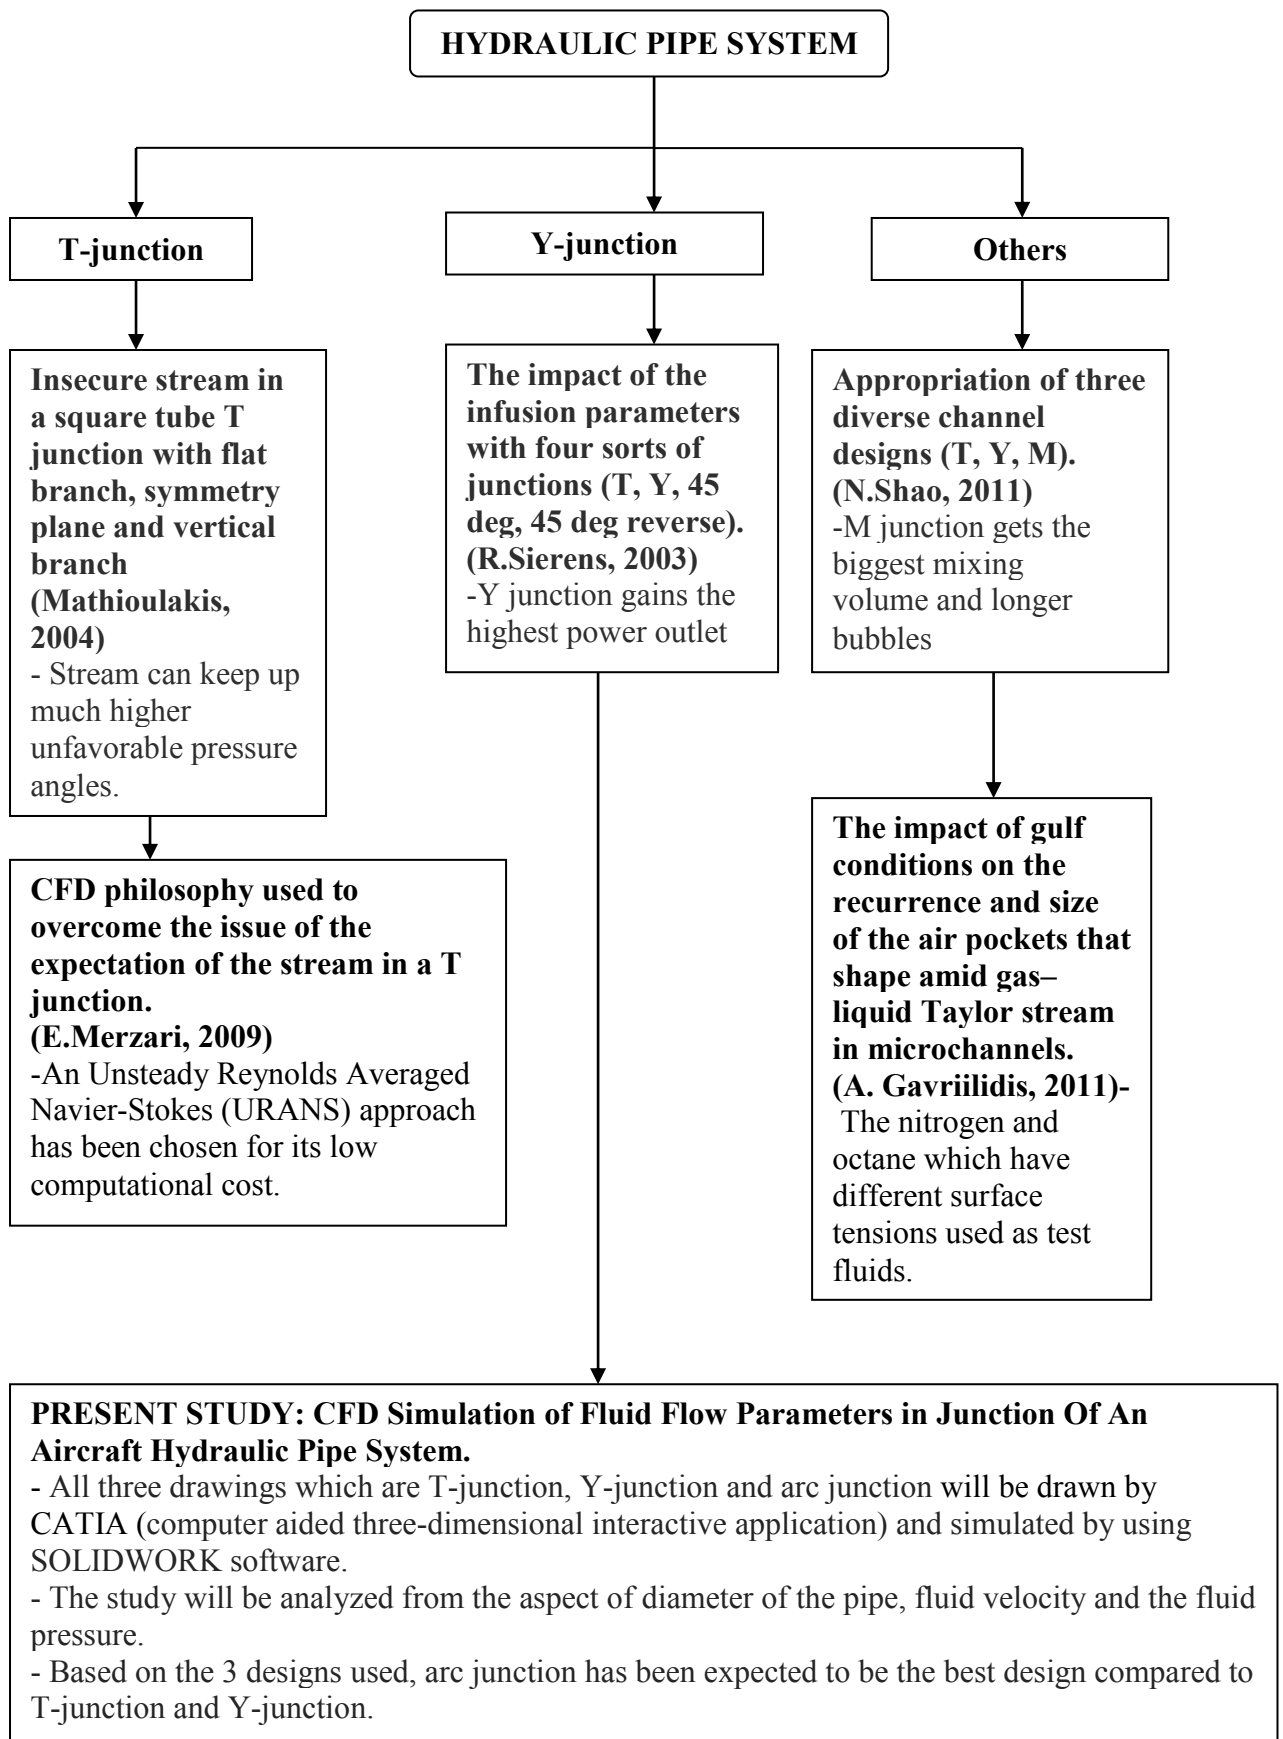 HYDRAULIC PIPE SYSTEM
T-junction
Y-junction
Others
Insecure stream in
a square tube T
junction with flat
branch, symmetry
plane and vertical
branch
(Mathioulakis,
2004)
- Stream can keep up
much higher
unfavorable pressure
angles.
The impact of the
infusion parameters
with four sorts of
junctions (T, Y, 45
deg, 45 deg reverse).
(R.Sierens, 2003)
-Y junction gains the
highest power outlet
Appropriation of three
diverse channel
designs (T, Y, M).
(N.Shao, 2011)
-M junction gets the
biggest mixing
volume and longer
bubbles
CFD philosophy used to
overcome the issue of the
expectation of the stream in a T
junction.
(E.Merzari, 2009)
-An Unsteady Reynolds Averaged
Navier-Stokes (URANS) approach
has been chosen for its low
computational cost.
The impact of gulf
conditions on the
recurrence and size
of the air pockets that
shape amid gas–
liquid Taylor stream
in microchannels.
(A. Gavriilidis, 2011)-
The nitrogen and
octane which have
different surface
tensions used as test
fluids.
PRESENT STUDY: CFD Simulation of Fluid Flow Parameters in Junction Of An
Aircraft Hydraulic Pipe System.
- All three drawings which are T-junction, Y-junction and arc junction will be drawn by
CATIA (computer aided three-dimensional interactive application) and simulated by using
SOLIDWORK software.
- The study will be analyzed from the aspect of diameter of the pipe, fluid velocity and the fluid
pressure.
- Based on the 3 designs used, arc junction has been expected to be the best design compared to
T-junction and Y-junction.